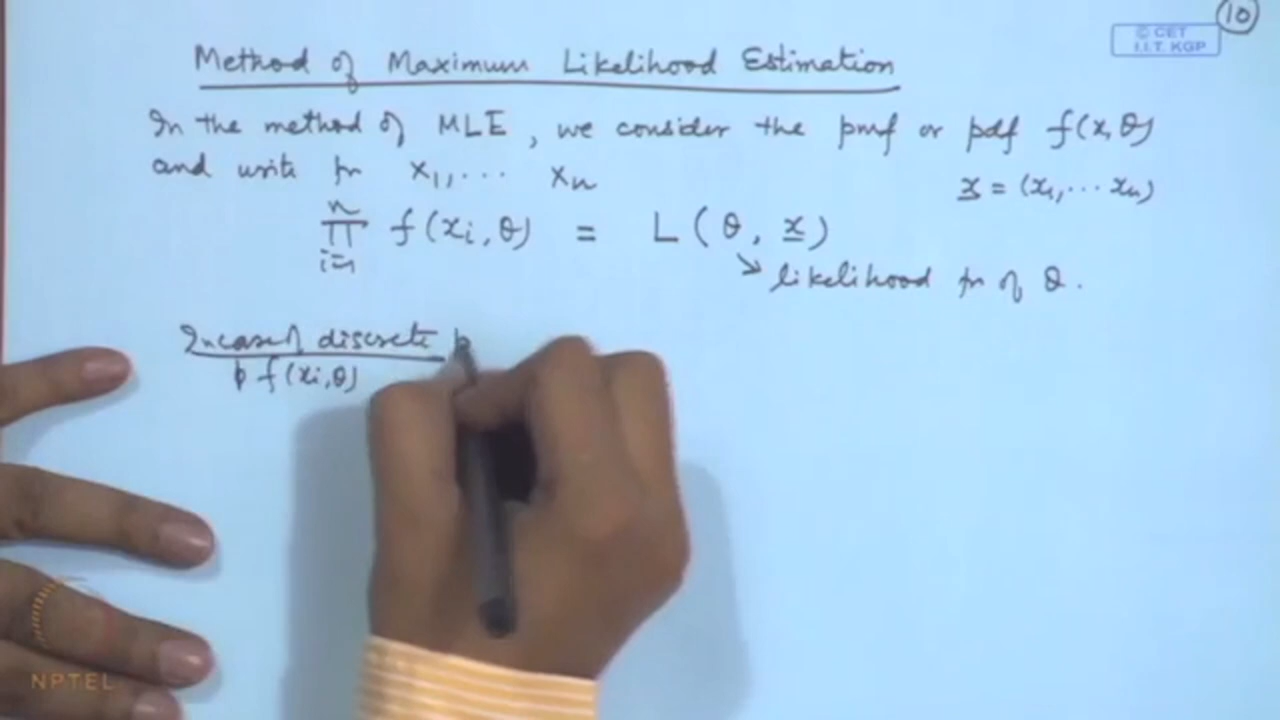 10
© CET
I.I.T. KGP
Method of Maximum Likelihood Estimation
In the method of MLE, we consider the pmf or pdf f(x, θ)
and write for X₁, ... Xₙ
x = (x₁, ... xₙ)
n
∏ f(xᵢ, θ) = L(θ, x)
i=1
↘ likelihood fn of θ.
In case of discrete p
p f(xᵢ, θ)
NPTEL